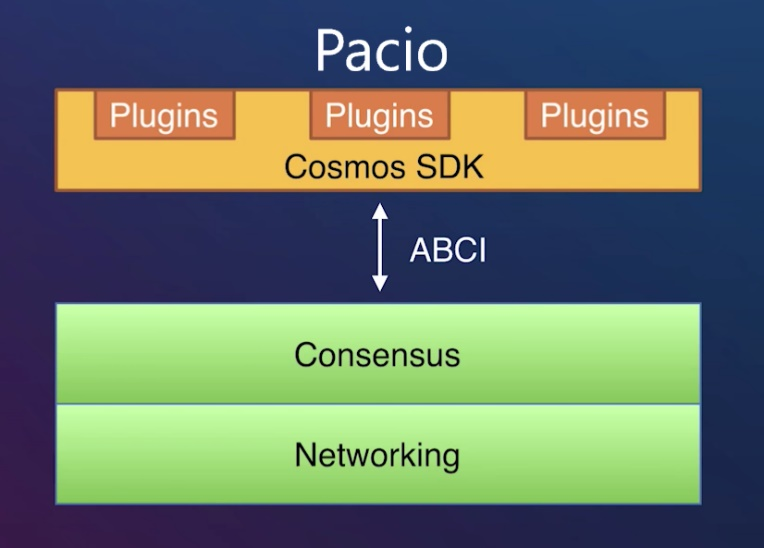 Pacio
Plugins Plugins Plugins
Cosmos SDK
ABCI
Consensus
Networking